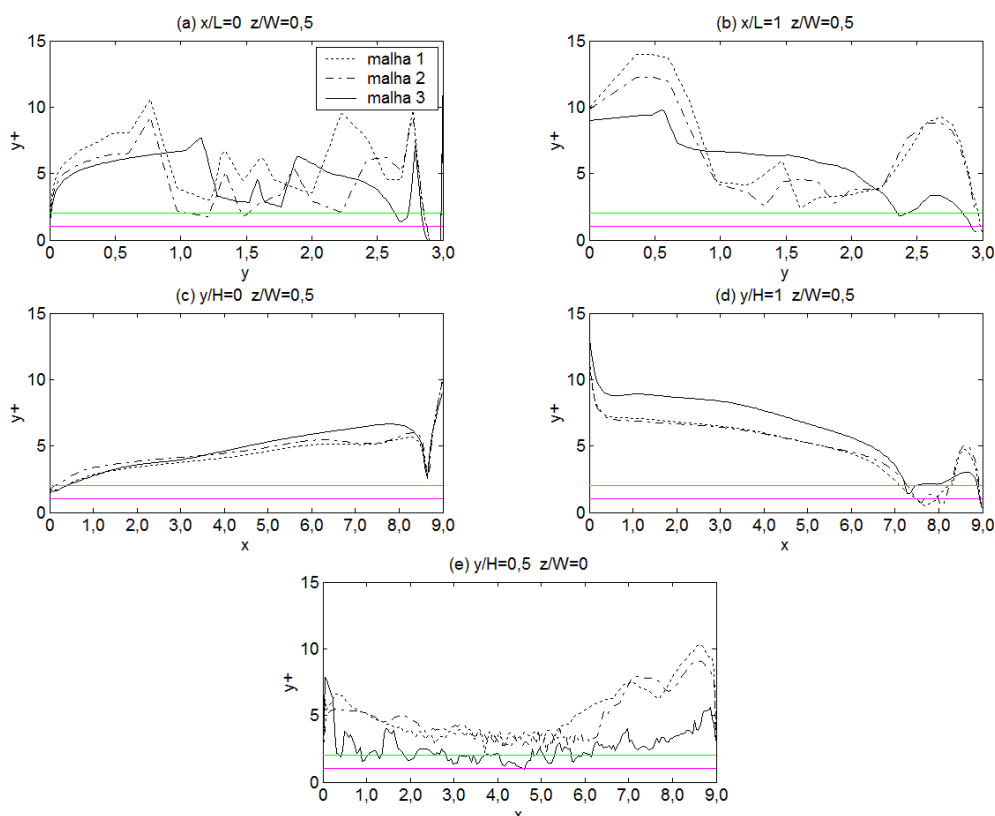 (a) x/L=0 z/W=0,5
15
10
5
0
y+
malha 1
malha 2
malha 3
0 0,5 1,0 1,5 2,0 2,5 3,0
y
(b) x/L=1 z/W=0,5
15
10
5
0
y+
0 0,5 1,0 1,5 2,0 2,5 3,0
y
(c) y/H=0 z/W=0,5
15
10
5
0
y+
0 1,0 2,0 3,0 4,0 5,0 6,0 7,0 8,0 9,0
x
(d) y/H=1 z/W=0,5
15
10
5
0
y+
0 1,0 2,0 3,0 4,0 5,0 6,0 7,0 8,0 9,0
x
(e) y/H=0,5 z/W=0
15
10
5
0
y+
0 1,0 2,0 3,0 4,0 5,0 6,0 7,0 8,0 9,0
x